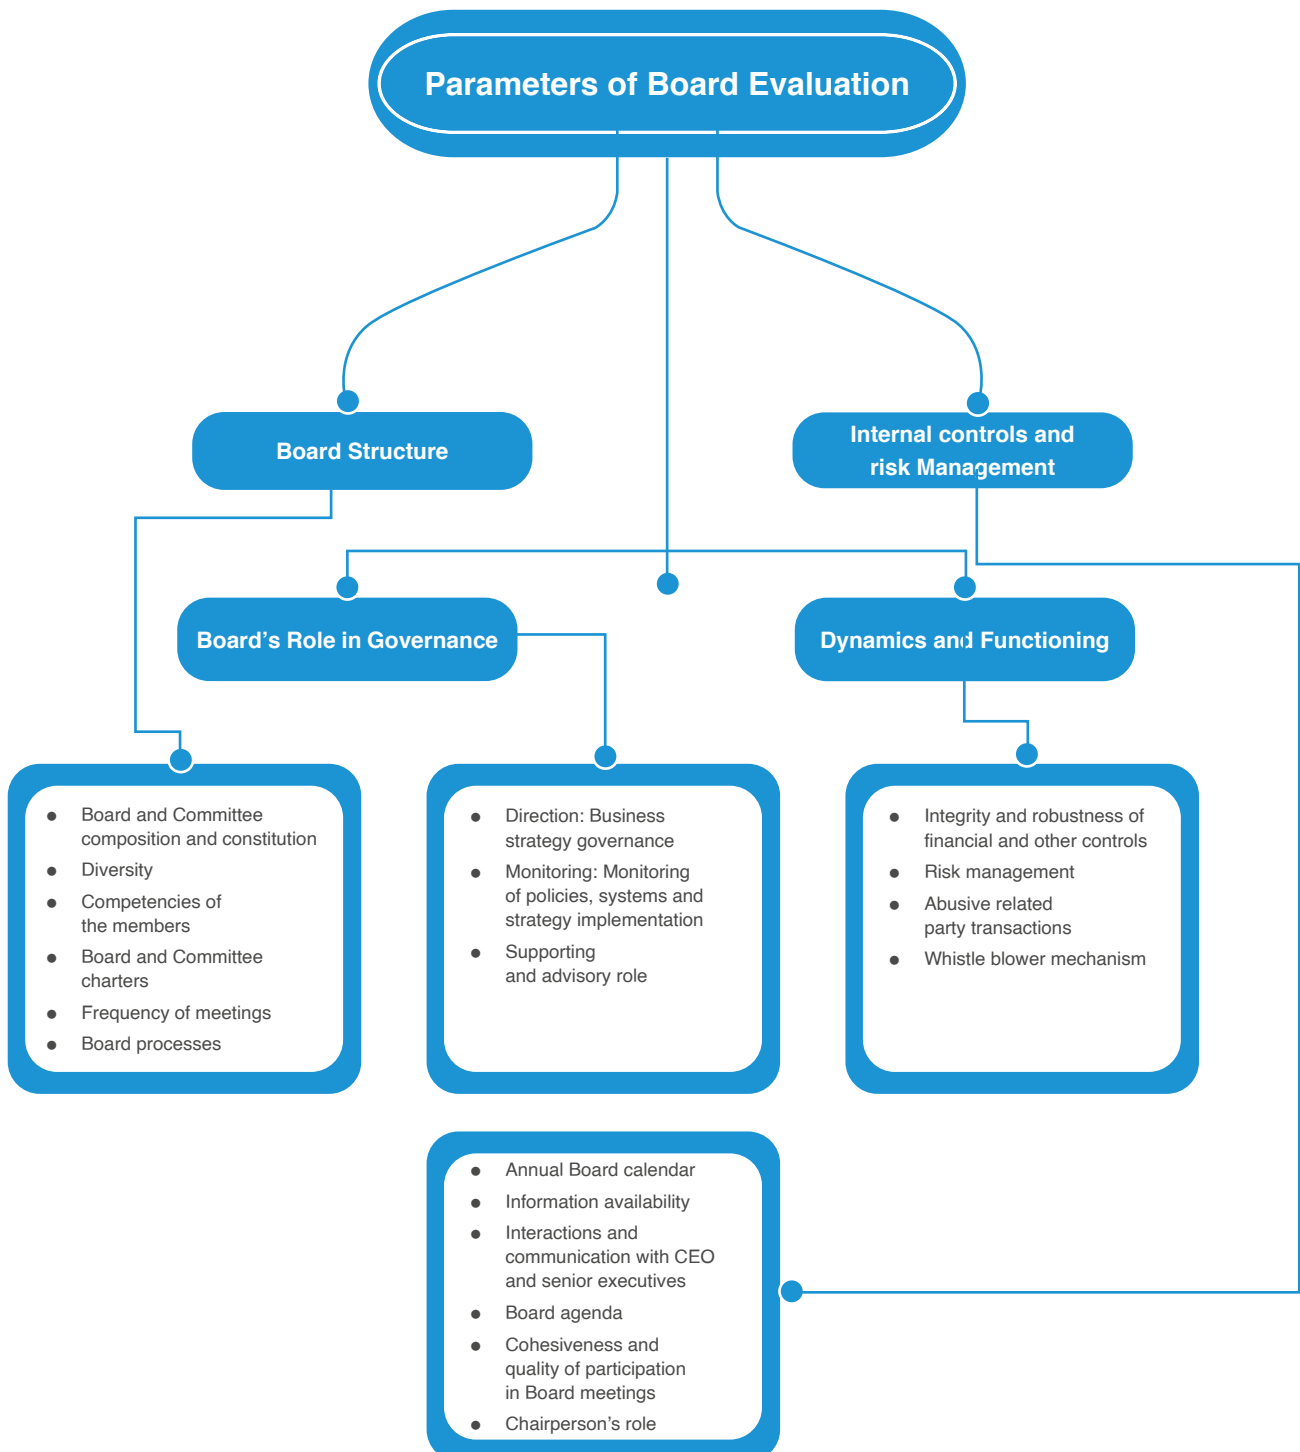 Parameters of Board Evaluation
Board Structure
Internal controls and
risk Management
Board’s Role in Governance
Dynamics and Functioning
● Board and Committee
composition and constitution
● Diversity
● Competencies of
the members
● Board and Committee
charters
● Frequency of meetings
● Board processes
● Direction: Business
strategy governance
● Monitoring: Monitoring
of policies, systems and
strategy implementation
● Supporting
and advisory role
● Integrity and robustness of
financial and other controls
● Risk management
● Abusive related
party transactions
● Whistle blower mechanism
● Annual Board calendar
● Information availability
● Interactions and
communication with CEO
and senior executives
● Board agenda
● Cohesiveness and
quality of participation
in Board meetings
● Chairperson’s role